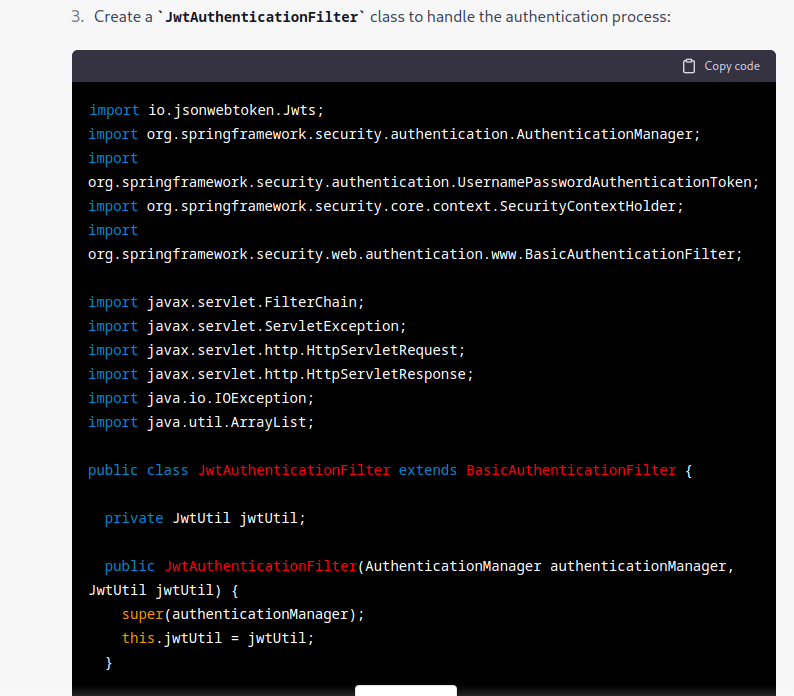 3. Create a `JwtAuthenticationFilter` class to handle the authentication process:
Copy code
import io.jsonwebtoken.Jwts;
import org.springframework.security.authentication.AuthenticationManager;
import
org.springframework.security.authentication.UsernamePasswordAuthenticationToken;
import org.springframework.security.core.context.SecurityContextHolder;
import
org.springframework.security.web.authentication.www.BasicAuthenticationFilter;
import javax.servlet.FilterChain;
import javax.servlet.ServletException;
import javax.servlet.http.HttpServletRequest;
import javax.servlet.http.HttpServletResponse;
import java.io.IOException;
import java.util.ArrayList;
public class JwtAuthenticationFilter extends BasicAuthenticationFilter {
private JwtUtil jwtUtil;
public JwtAuthenticationFilter(AuthenticationManager authenticationManager,
JwtUtil jwtUtil) {
super(authenticationManager);
this.jwtUtil = jwtUtil;
}